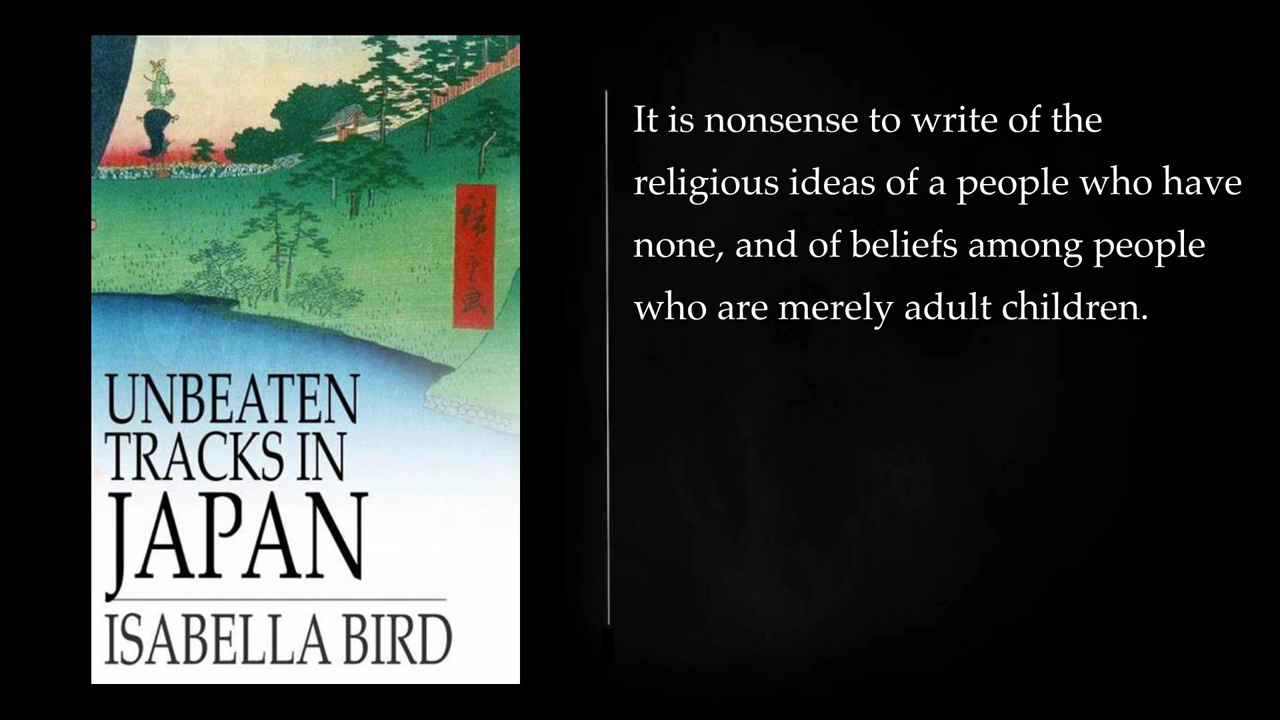 UNBEATEN
TRACKS IN
JAPAN
ISABELLA BIRD
It is nonsense to write of the
religious ideas of a people who have
none, and of beliefs among people
who are merely adult children.